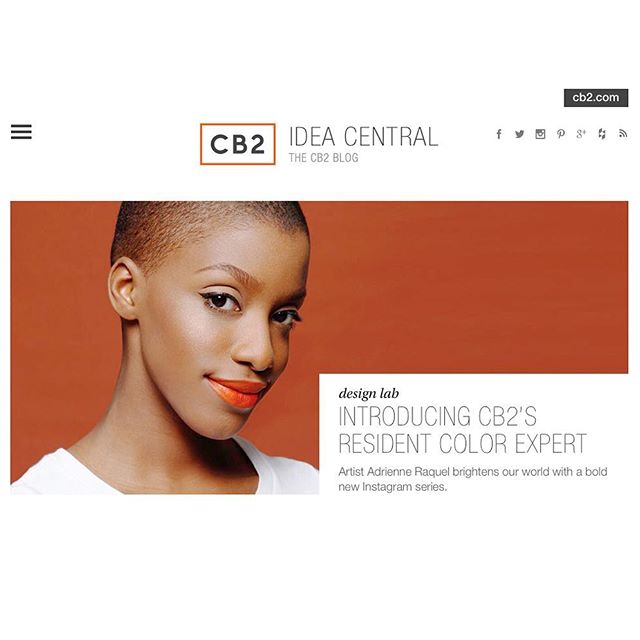 cb2.com
CB2
IDEA CENTRAL
THE CB2 BLOG
design lab
INTRODUCING CB2'S
RESIDENT COLOR EXPERT
Artist Adrienne Raquel brightens our world with a bold
new Instagram series.